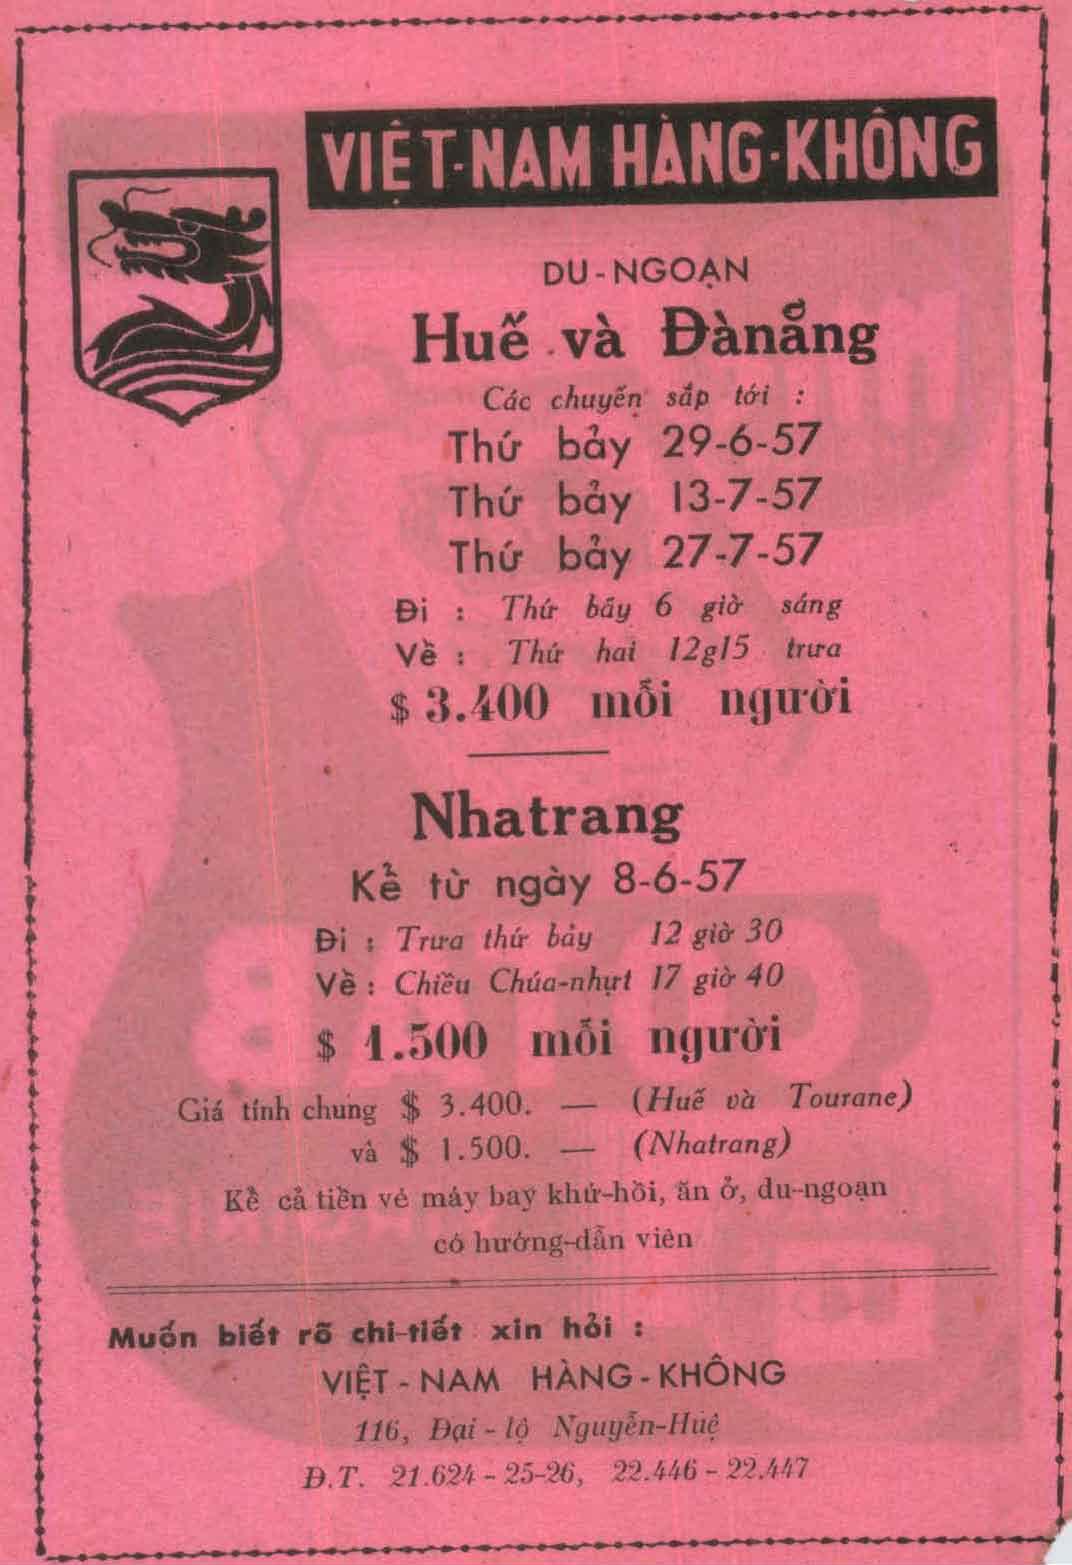 VIỆT-NAM HÀNG-KHÔNG
DU-NGOẠN
Huế và Đànẵng
Các chuyến sắp tới :
Thứ bảy 29-6-57
Thứ bảy 13-7-57
Thứ bảy 27-7-57
Đi : Thứ bẩy 6 giờ sáng
Về : Thứ hai 12g15 trưa
$ 3.400 mỗi người
Nhatrang
Kể từ ngày 8-6-57
Đi : Trưa thứ bảy 12 giờ 30
Về : Chiều Chúa-nhựt 17 giờ 40
$ 1.500 mỗi người
Giá tính chung $ 3.400. — (Huế và Tourane)
và $ 1.500. — (Nhatrang)
Kể cả tiền vé máy bay khứ-hồi, ăn ở, du-ngoạn
có hướng-dẫn viên
Muốn biết rõ chi-tiết xin hỏi :
VIỆT - NAM HÀNG - KHÔNG
116, Đại - lộ Nguyễn-Huệ
Đ.T. 21.624 - 25-26, 22.446 - 22.447